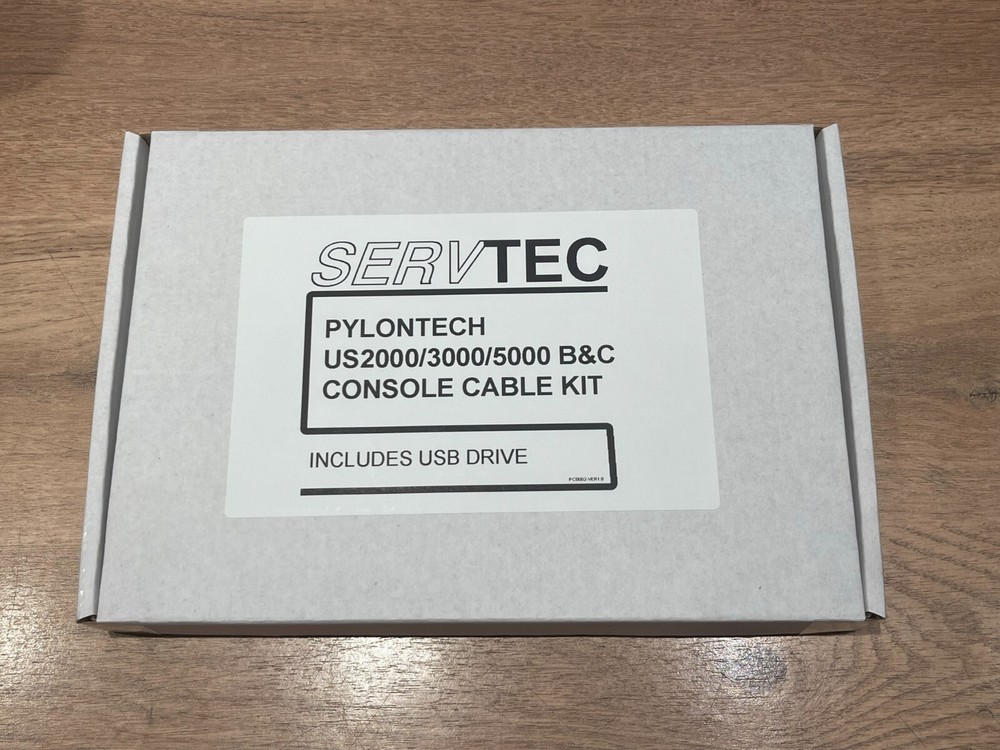 SERVTEC
PYLONTECH
US2000/3000/5000 B&C
CONSOLE CABLE KIT
INCLUDES USB DRIVE